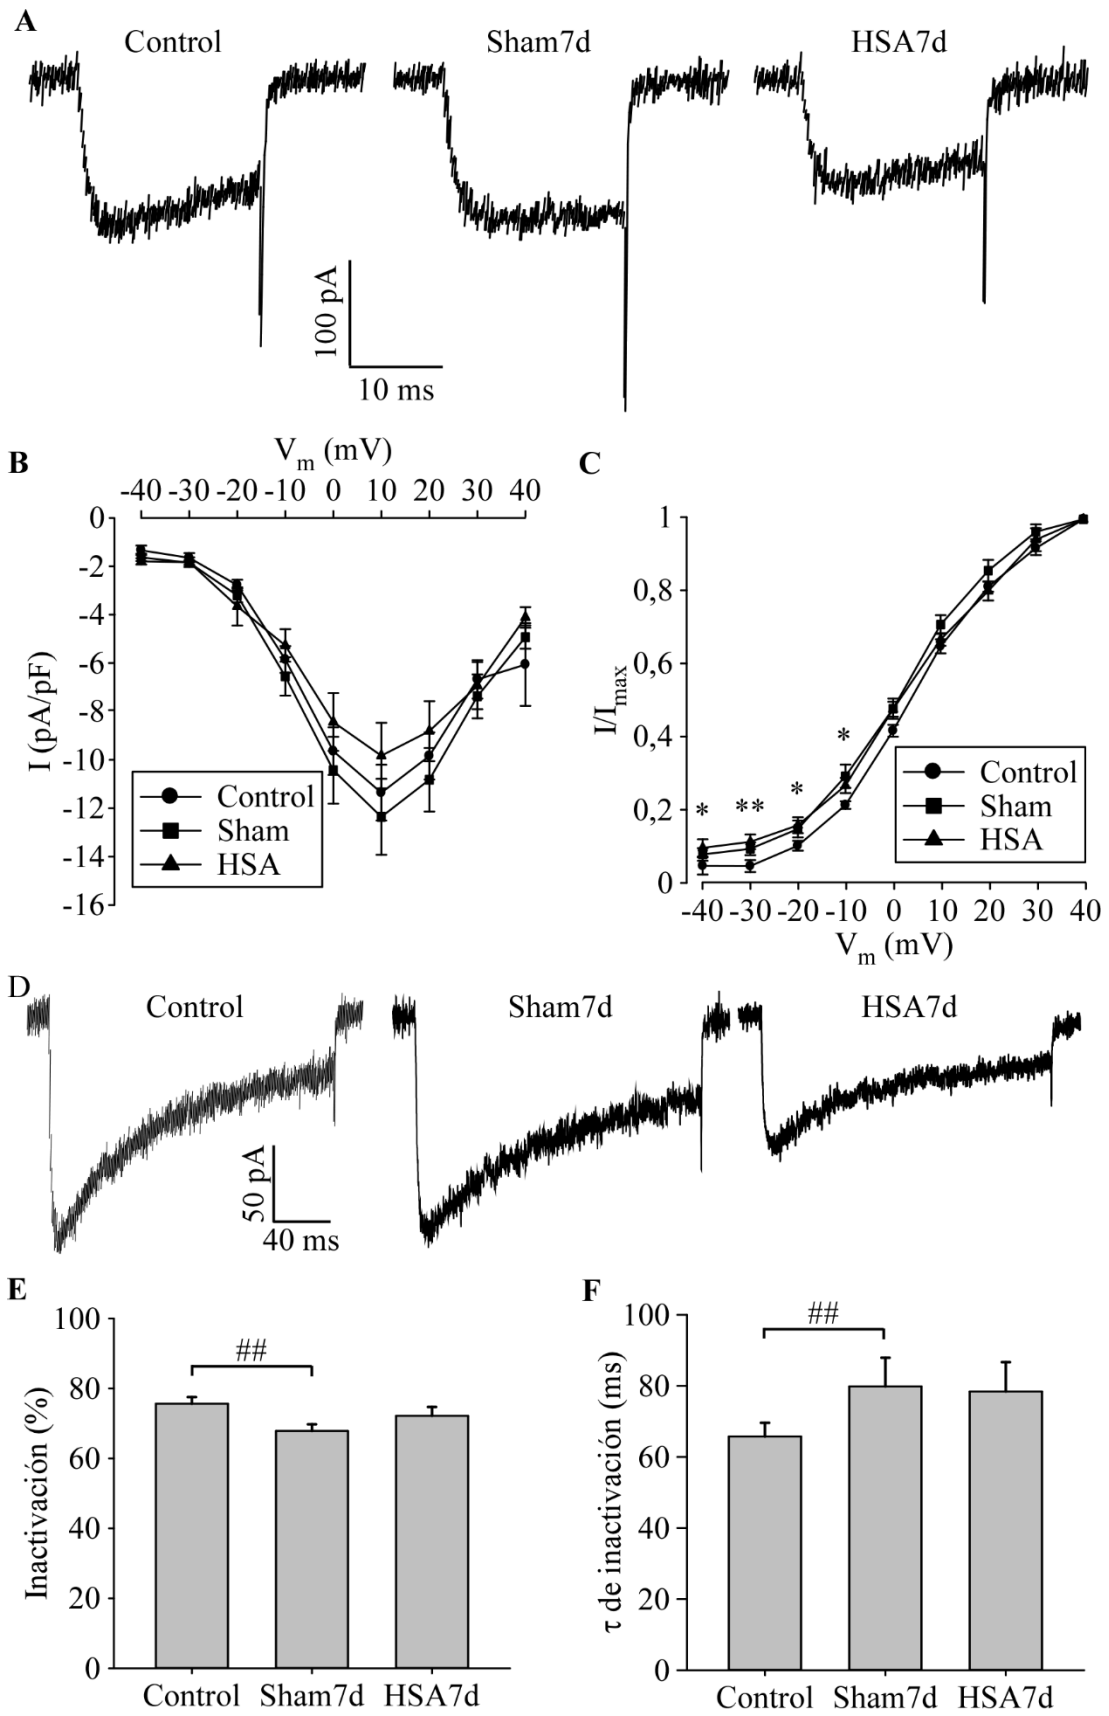 A
Control Sham7d HSA7d
100 pA
10 ms
B
Vm (mV)
-40 -30 -20 -10 0 10 20 30 40
0
-2
-4
-6
-8
-10
-12
-14
-16
I (pA/pF)
Control
Sham
HSA
C
1
0,8
0,6
0,4
0,2
0
I/Imax
* ** * *
Control
Sham
HSA
-40 -30 -20 -10 0 10 20 30 40
Vm (mV)
D
Control Sham7d HSA7d
50 pA
40 ms
E
100
80
60
40
20
0
Inactivación (%)
##
Control Sham7d HSA7d
F
100
80
60
40
20
0
τ de inactivación (ms)
##
Control Sham7d HSA7d